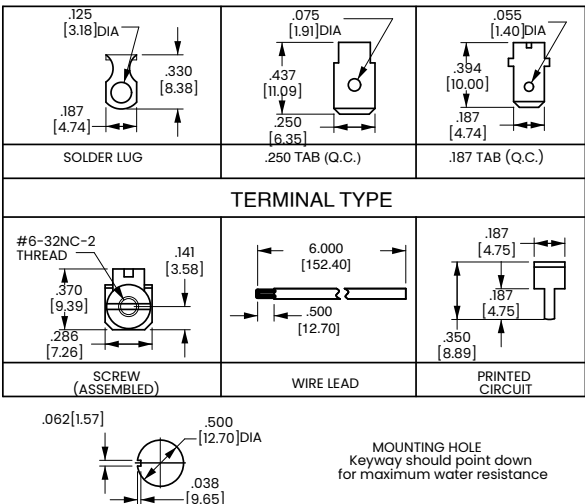 .125
[3.18]DIA
.330
[8.38]
.187
[4.74]
SOLDER LUG
.075
[1.91]DIA
.437
[11.09]
.250
[6.35]
.250 TAB (Q.C.)
.055
[1.40]DIA
.394
[10.00]
.187
[4.74]
.187 TAB (Q.C.)
TERMINAL TYPE
#6-32NC-2
THREAD
.141
[3.58]
.370
[9.39]
.286
[7.26]
SCREW
(ASSEMBLED)
6.000
[152.40]
.500
[12.70]
WIRE LEAD
.187
[4.75]
.187
[4.75]
.350
[8.89]
PRINTED
CIRCUIT
.062[1.57]
.500
[12.70]DIA
.038
[9.65]
MOUNTING HOLE
Keyway should point down
for maximum water resistance